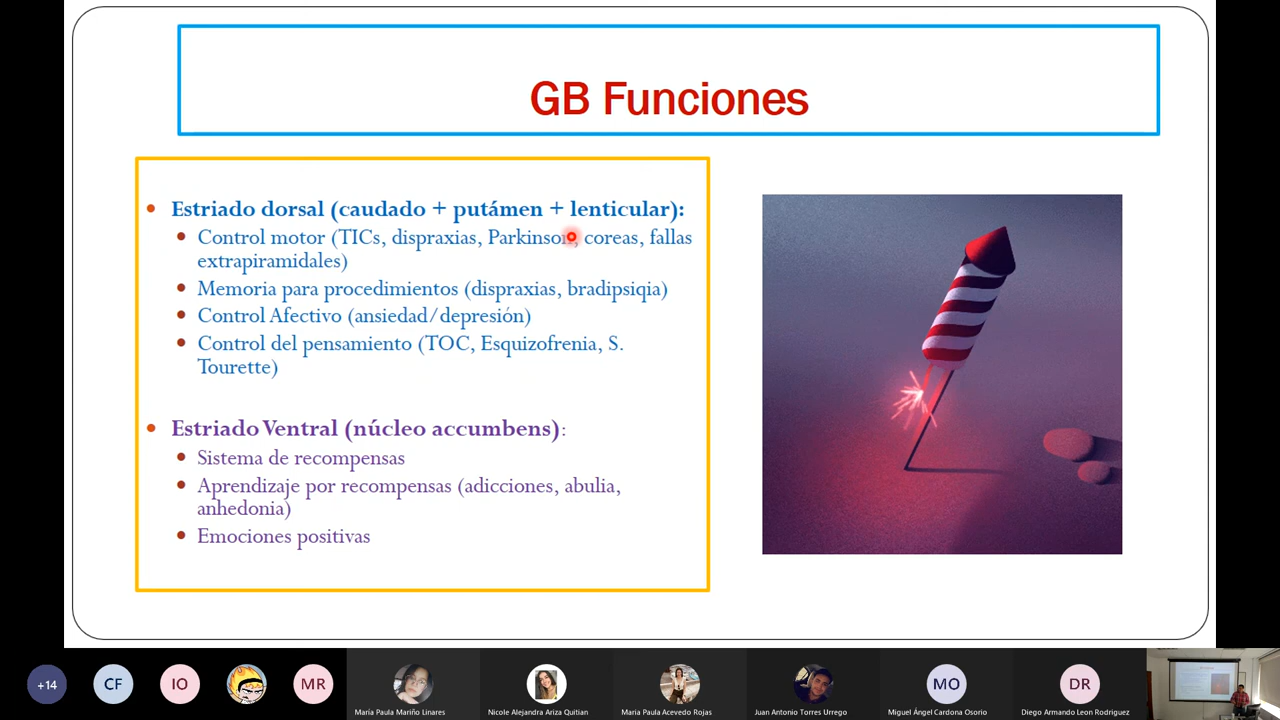 GB Funciones
Estriado dorsal (caudado + putámen + lenticular):
Control motor (TICs, dispraxias, Parkinson, coreas, fallas
extrapiramidales)
Memoria para procedimientos (dispraxias, bradipsiqia)
Control Afectivo (ansiedad/depresión)
Control del pensamiento (TOC, Esquizofrenia, S.
Tourette)
Estriado Ventral (núcleo accumbens):
Sistema de recompensas
Aprendizaje por recompensas (adicciones, abulia,
anhedonia)
Emociones positivas
+14
CF
IO
MR
MO
DR
María Paula Mariño Linares
Nicole Alejandra Ariza Quitian
Maria Paula Acevedo Rojas
Juan Antonio Torres Urrego
Miguel Ángel Cardona Osorio
Diego Armando Leon Rodriguez